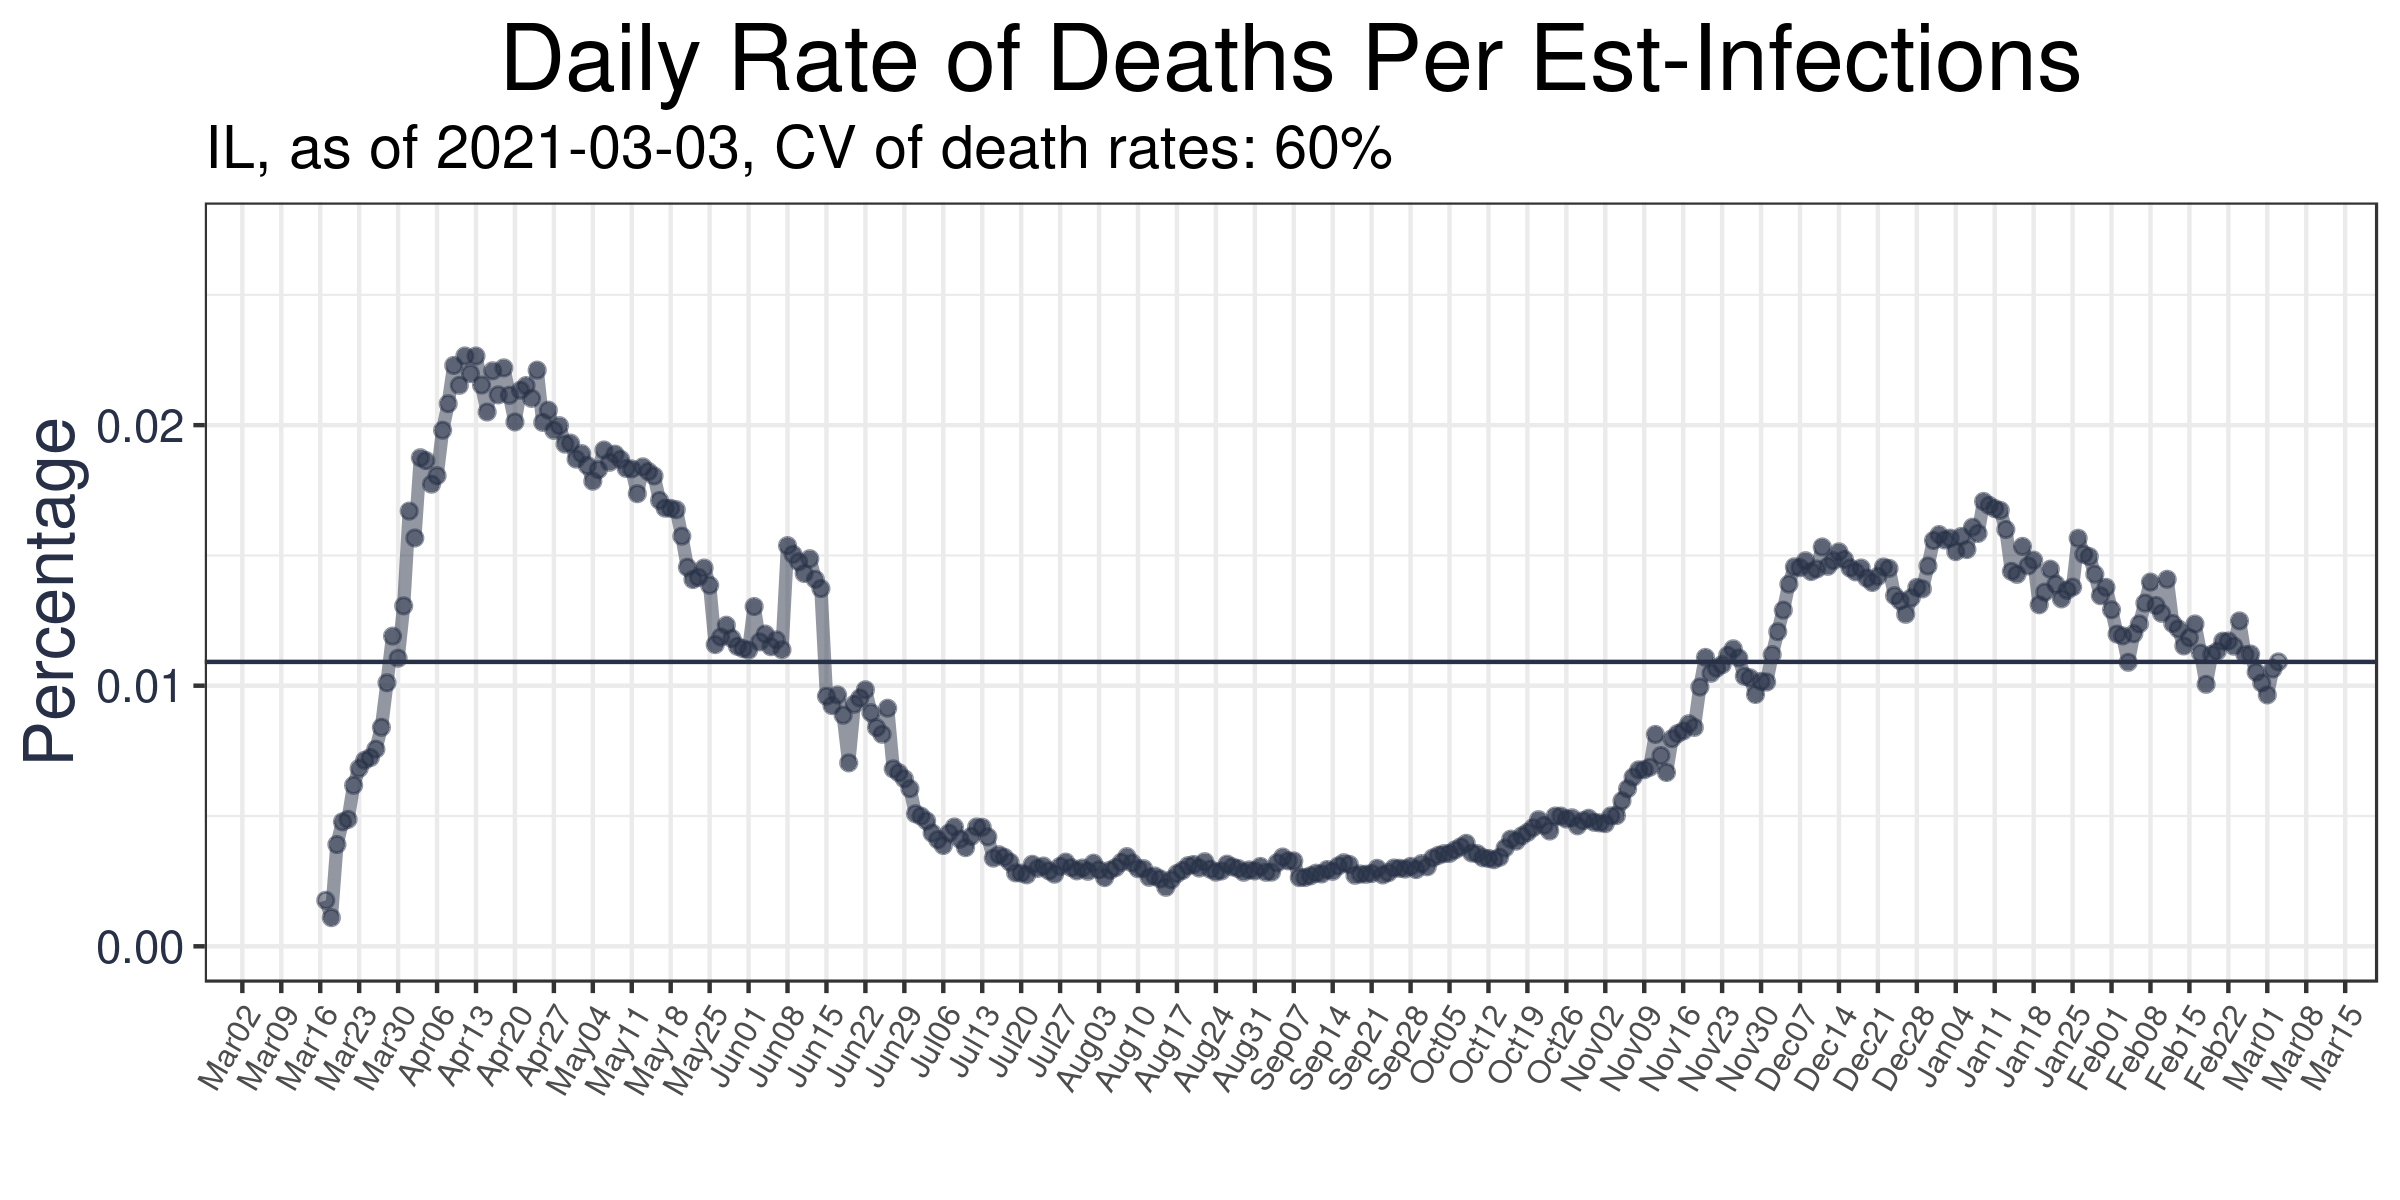 Daily Rate of Deaths Per Est-Infections
IL, as of 2021-03-03, CV of death rates: 60%
Percentage
0.02
0.01
0.00
Mar02
Mar09
Mar16
Mar23
Mar30
Apr06
Apr13
Apr20
Apr27
May04
May11
May18
May25
Jun01
Jun08
Jun15
Jun22
Jun29
Jul06
Jul13
Jul20
Jul27
Aug03
Aug10
Aug17
Aug24
Aug31
Sep07
Sep14
Sep21
Sep28
Oct05
Oct12
Oct19
Oct26
Nov02
Nov09
Nov16
Nov23
Nov30
Dec07
Dec14
Dec21
Dec28
Jan04
Jan11
Jan18
Jan25
Feb01
Feb08
Feb15
Feb22
Mar01
Mar08
Mar15